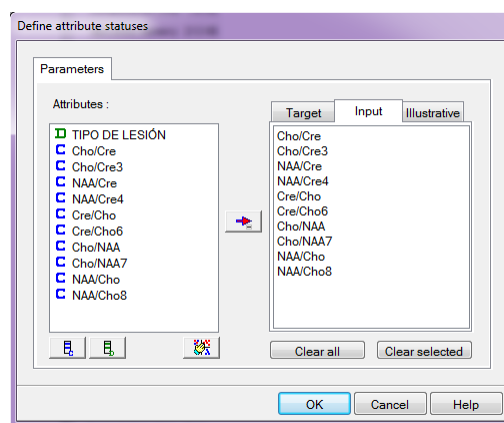 Define attribute statuses
Parameters
Attributes :
TIPO DE LESIÓN
Cho/Cre
Cho/Cre3
NAA/Cre
NAA/Cre4
Cre/Cho
Cre/Cho6
Cho/NAA
Cho/NAA7
NAA/Cho
NAA/Cho8
Target Input Illustrative
Cho/Cre
Cho/Cre3
NAA/Cre
NAA/Cre4
Cre/Cho
Cre/Cho6
Cho/NAA
Cho/NAA7
NAA/Cho
NAA/Cho8
Clear all Clear selected
OK Cancel Help